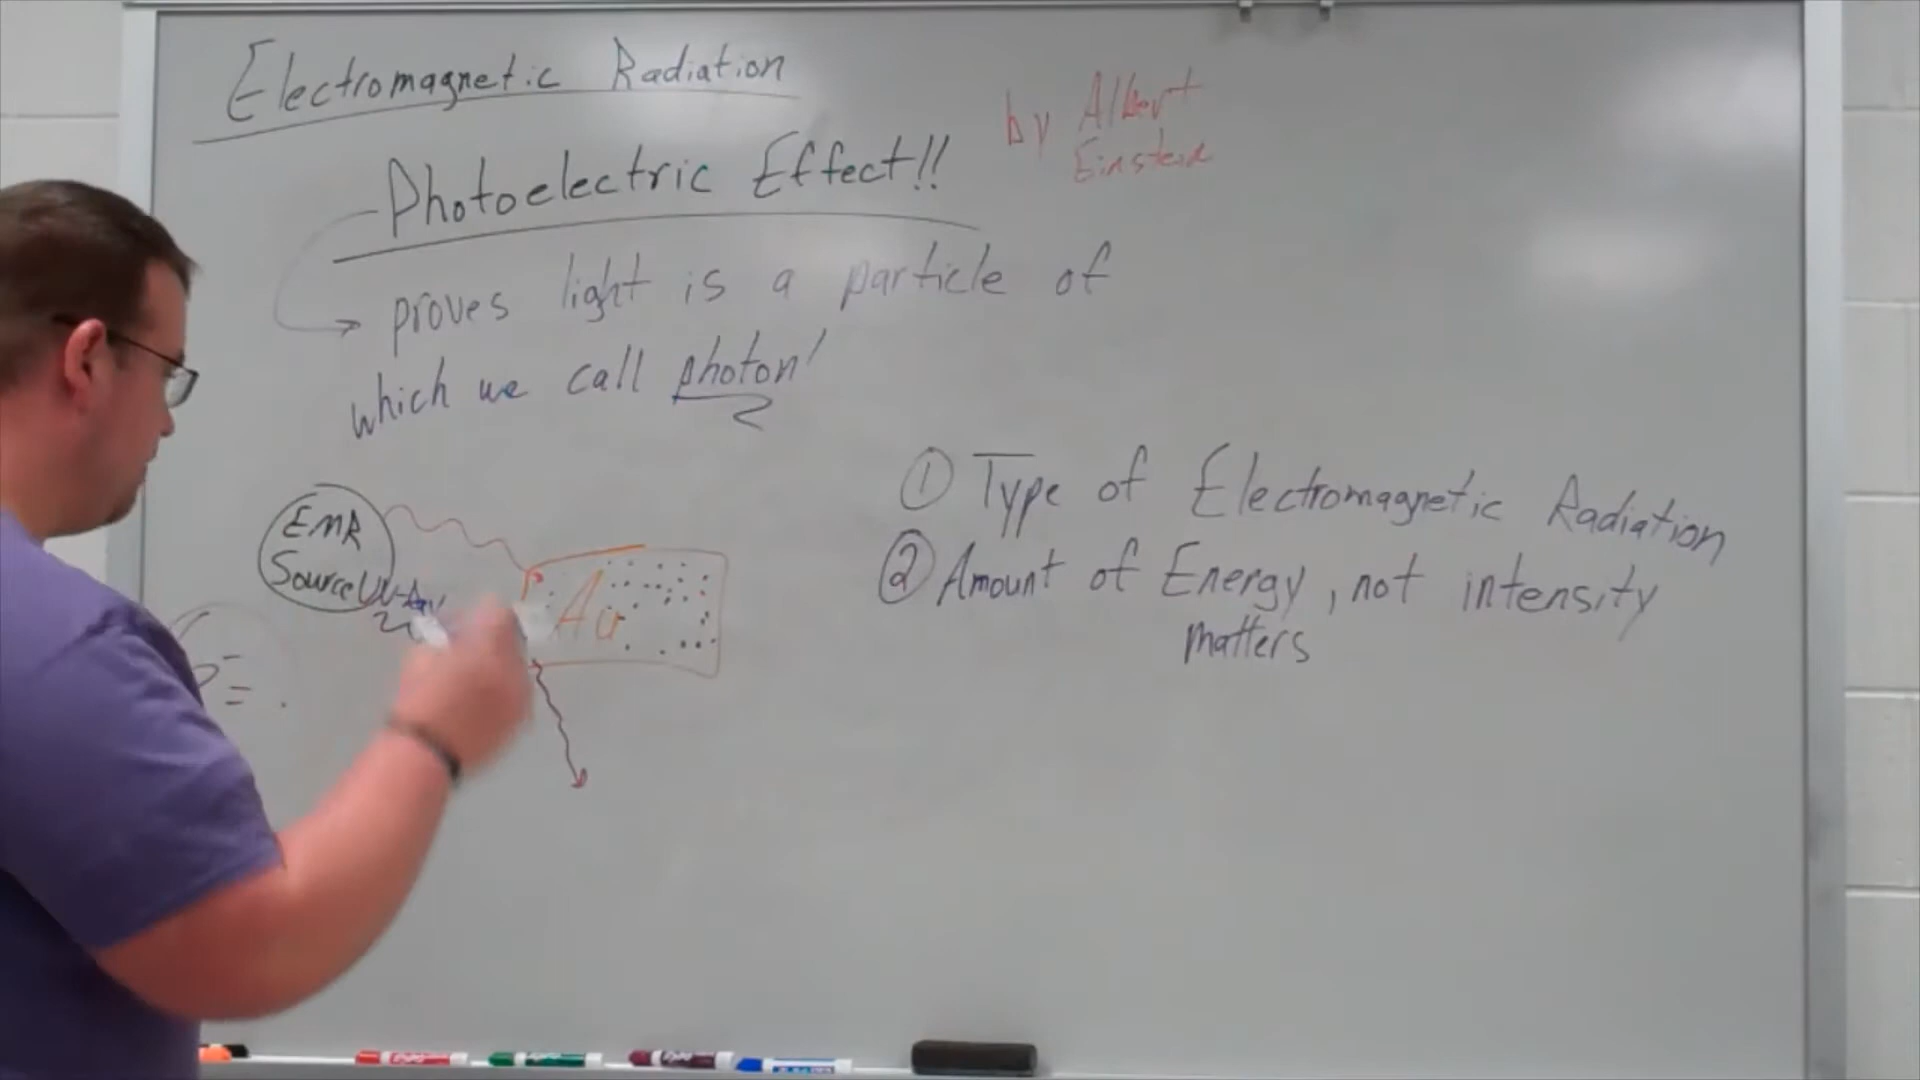 Electromagnetic Radiation
Photoelectric Effect!!
by Albert
Einstein
proves light is a particle of
which we call photon!
EMR
Source
① Type of Electromagnetic Radiation
② Amount of Energy, not intensity
matters
Au